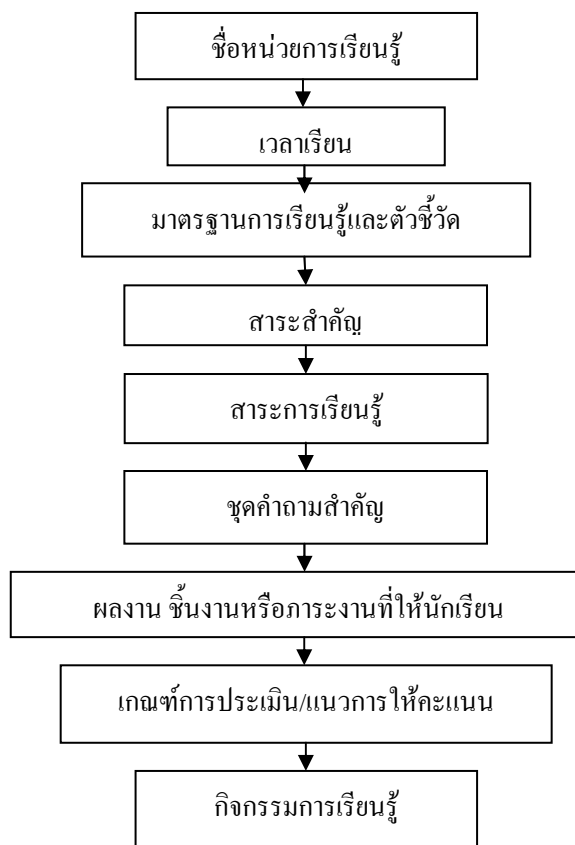 ชื่อหน่วยการเรียนรู้
เวลาเรียน
มาตรฐานการเรียนรู้และตัวชี้วัด
สาระสำคัญ
สาระการเรียนรู้
ชุดคำถามสำคัญ
ผลงาน ชิ้นงานหรือภาระงานที่ให้นักเรียน
เกณฑ์การประเมิน/แนวการให้คะแนน
กิจกรรมการเรียนรู้